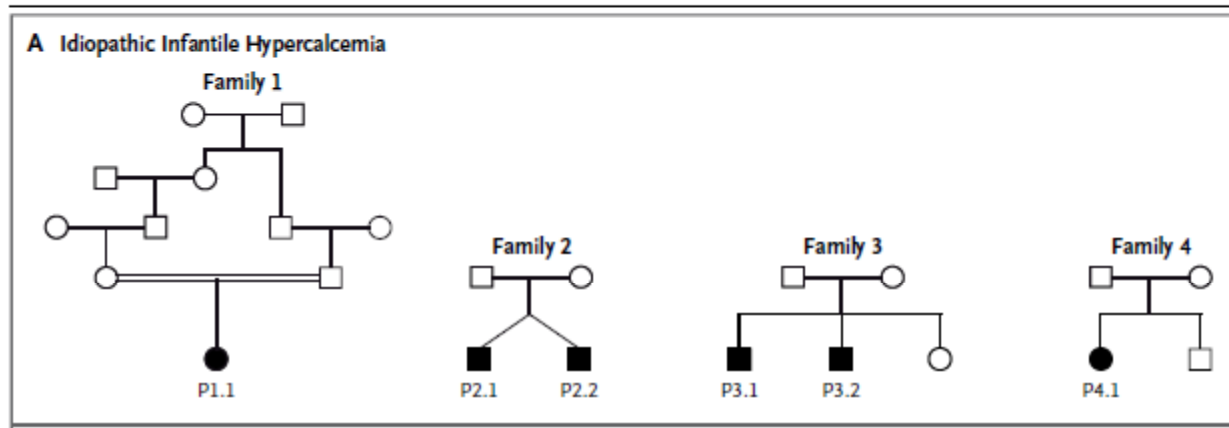 A Idiopathic Infantile Hypercalcemia
Family 1
Family 2
Family 3
Family 4
P1.1
P2.1
P2.2
P3.1
P3.2
P4.1